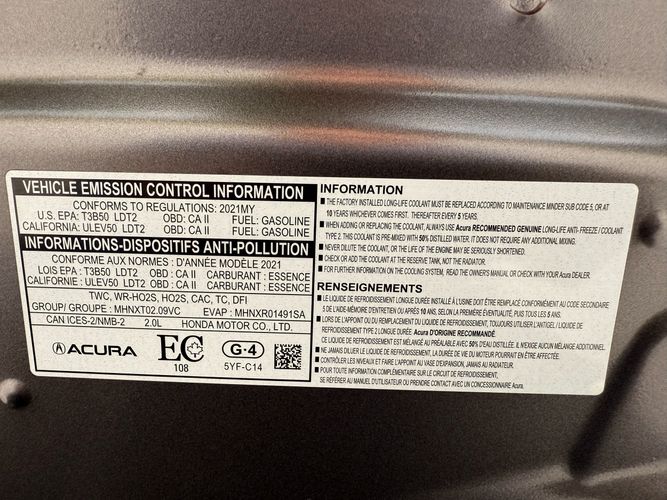 VEHICLE EMISSION CONTROL INFORMATION
CONFORMS TO REGULATIONS: 2021MY
U.S. EPA: T3B50 LDT2 OBD: CA II FUEL: GASOLINE
CALIFORNIA: ULEV50 LDT2 OBD: CA II FUEL: GASOLINE
INFORMATIONS-DISPOSITIFS ANTI-POLLUTION
CONFORME AUX NORMES : D'ANNÉE MODÈLE 2021
LOIS EPA : T3B50 LDT2 OBD : CA II CARBURANT : ESSENCE
CALIFORNIE : ULEV50 LDT2 OBD : CA II CARBURANT : ESSENCE
TWC, WR-HO2S, HO2S, CAC, TC, DFI
GROUP/ GROUPE : MHNXT02.09VC EVAP : MHNXR01491SA
CAN ICES-2/NMB-2 2.0L HONDA MOTOR CO., LTD.
ACURA EC 108 G-4 5YF-C14
INFORMATION
■ THE FACTORY INSTALLED LONG-LIFE COOLANT MUST BE REPLACED ACCORDING TO MAINTENANCE MINDER SUB CODE 5, OR AT
10 YEARS WHICHEVER COMES FIRST. THEREAFTER EVERY 5 YEARS.
■ WHEN ADDING OR REPLACING THE COOLANT, ALWAYS USE Acura RECOMMENDED GENUINE LONG-LIFE ANTI-FREEZE / COOLANT
TYPE 2. THIS COOLANT IS PRE-MIXED WITH 50% DISTILLED WATER, IT DOES NOT REQUIRE ANY ADDITIONAL MIXING.
■ NEVER DILUTE THE COOLANT, OR THE LIFE OF THE ENGINE MAY BE SERIOUSLY SHORTENED.
■ CHECK OR ADD THE COOLANT AT THE RESERVE TANK, NOT THE RADIATOR.
■ FOR FURTHER INFORMATION ON THE COOLING SYSTEM, READ THE OWNER'S MANUAL OR CHECK WITH YOUR Acura DEALER.
RENSEIGNEMENTS
■ LE LIQUIDE DE REFROIDISSEMENT LONGUE DURÉE INSTALLÉ À L'USINE DOIT ÊTRE REMPLACÉ CONFORMÉMENT AU CODE SECONDAIRE
5 DE L'AIDE-MÉMOIRE D'ENTRETIEN OU APRÈS 10 ANS, SELON LA PREMIÈRE ÉVENTUALITÉ, PUIS TOUS LES 5 ANS.
■ LORS DE L'APPOINT OU DU REMPLACEMENT DU LIQUIDE DE REFROIDISSEMENT, TOUJOURS UTILISER L'ANTIGEL / LIQUIDE DE
REFROIDISSEMENT TYPE 2 LONGUE DURÉE Acura D'ORIGINE RECOMMANDÉ.
CE LIQUIDE DE REFROIDISSEMENT EST MÉLANGÉ AU PRÉALABLE AVEC 50% D'EAU DISTILLÉE. IL N'EXIGE AUCUN MÉLANGE ADDITIONNEL.
■ NE JAMAIS DILUER LE LIQUIDE DE REFROIDISSEMENT, LA DURÉE DE VIE DU MOTEUR POURRAIT EN ÊTRE AFFECTÉE.
■ CONTRÔLER LES NIVEAUX ET FAIRE L'APPOINT AU VASE D'EXPANSION, JAMAIS AU RADIATEUR.
■ POUR TOUTE INFORMATION COMPLÉMENTAIRE SUR LE CIRCUIT DE REFROIDISSEMENT,
SE RÉFÉRER AU MANUEL D'UTILISATION OU PRENDRE CONTACT AVEC UN CONCESSIONNAIRE Acura.